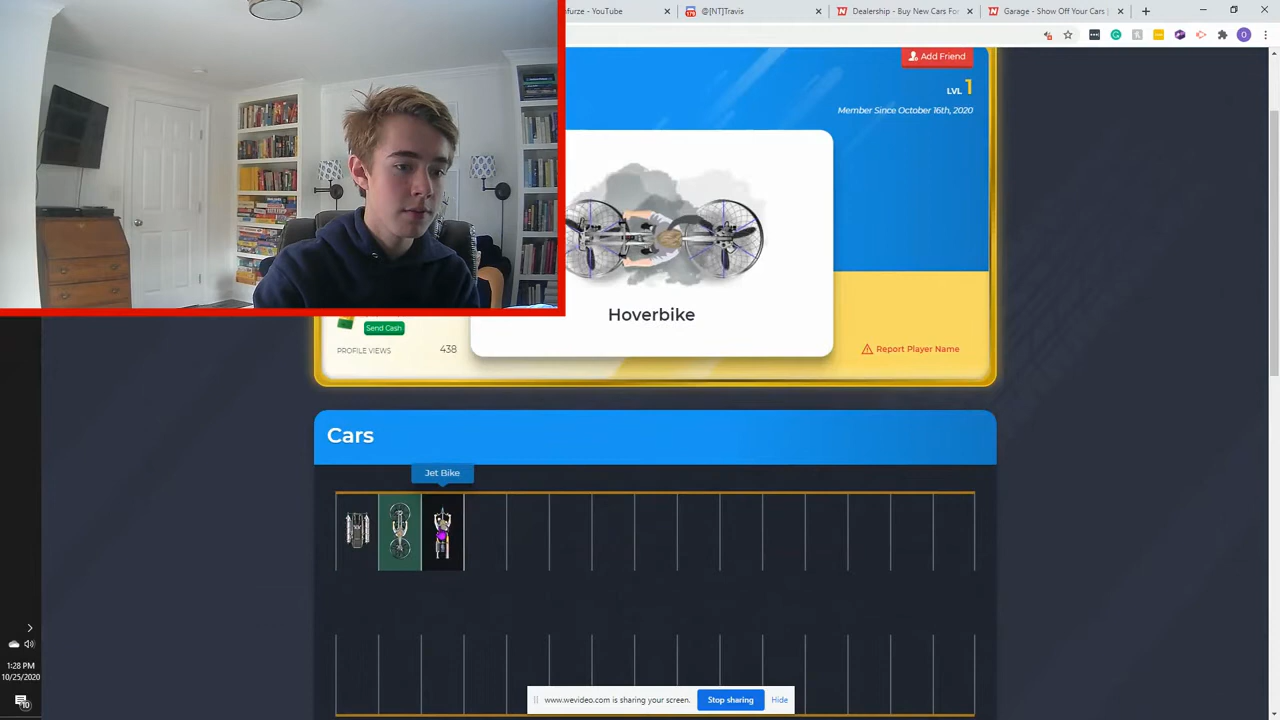 furze - YouTube
@[NT]Travis
Dealership - Buy New Cars For
Garage - Show Off Your Cars |
Add Friend
LVL 1
Member Since October 16th, 2020
Hoverbike
Send Cash
PROFILE VIEWS 438
Report Player Name
Cars
Jet Bike
1:28 PM
10/25/2020
www.wevideo.com is sharing your screen.
Stop sharing
Hide